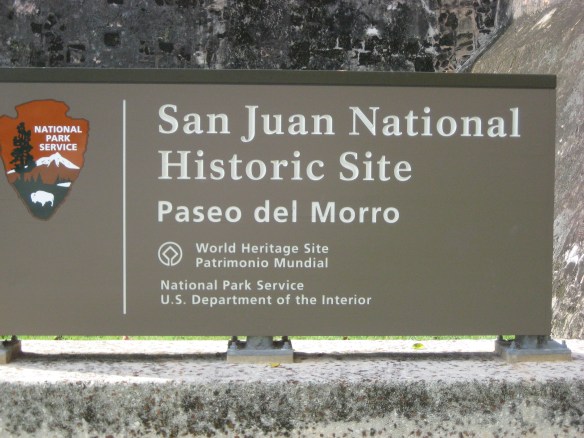 NATIONAL
PARK
SERVICE
San Juan National
Historic Site
Paseo del Morro
World Heritage Site
Patrimonio Mundial
National Park Service
U.S. Department of the Interior